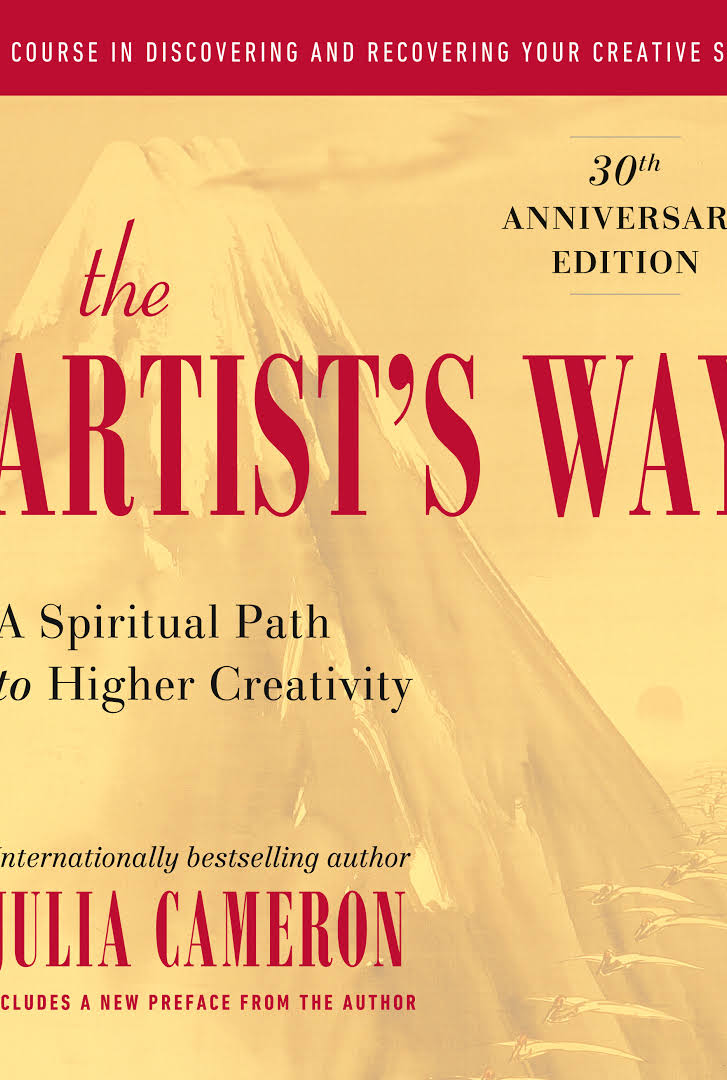 COURSE IN DISCOVERING AND RECOVERING YOUR CREATIVE S
30th
ANNIVERSAR
EDITION
the
ARTIST'S WAY
A Spiritual Path
to Higher Creativity
Internationally bestselling author
JULIA CAMERON
CLUDES A NEW PREFACE FROM THE AUTHOR